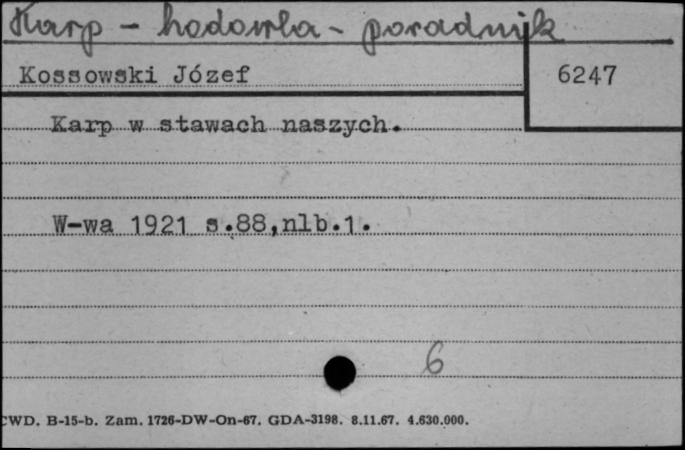 Karp - hodowla - poradnik
Kossowski Józef 6247
Karp w stawach naszych.
W-wa 1921 s.88,nlb.1.
6
CWD. B-15-b. Zam. 1726-DW-On-67. GDA-3198. 8.11.67. 4.630.000.